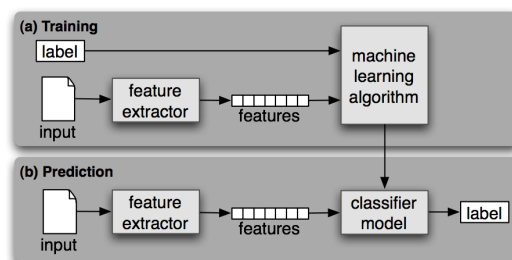 (a) Training
label
machine
learning
algorithm
feature
extractor
features
input
(b) Prediction
feature
extractor
features
classifier
model
label
input